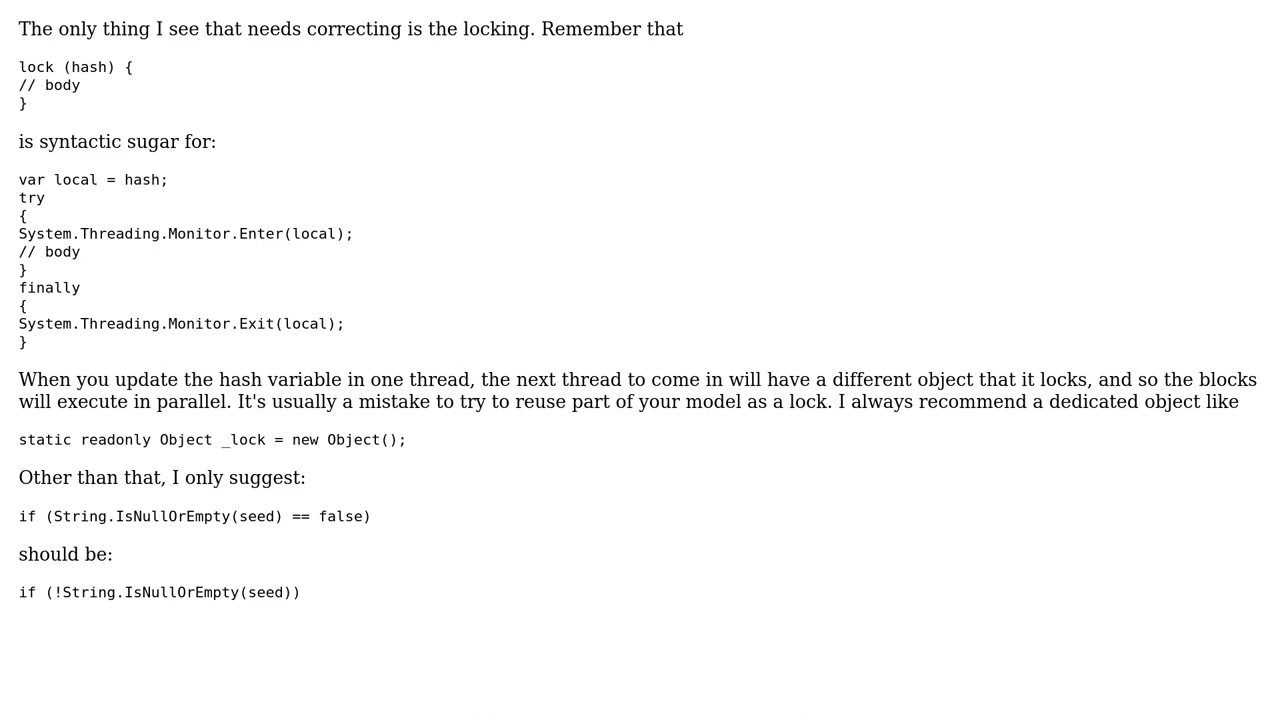 The only thing I see that needs correcting is the locking. Remember that
lock (hash) {
// body
}
is syntactic sugar for:
var local = hash;
try
{
System.Threading.Monitor.Enter(local);
// body
}
finally
{
System.Threading.Monitor.Exit(local);
}
When you update the hash variable in one thread, the next thread to come in will have a different object that it locks, and so the blocks
will execute in parallel. It's usually a mistake to try to reuse part of your model as a lock. I always recommend a dedicated object like
static readonly Object _lock = new Object();
Other than that, I only suggest:
if (String.IsNullOrEmpty(seed) == false)
should be:
if (!String.IsNullOrEmpty(seed))